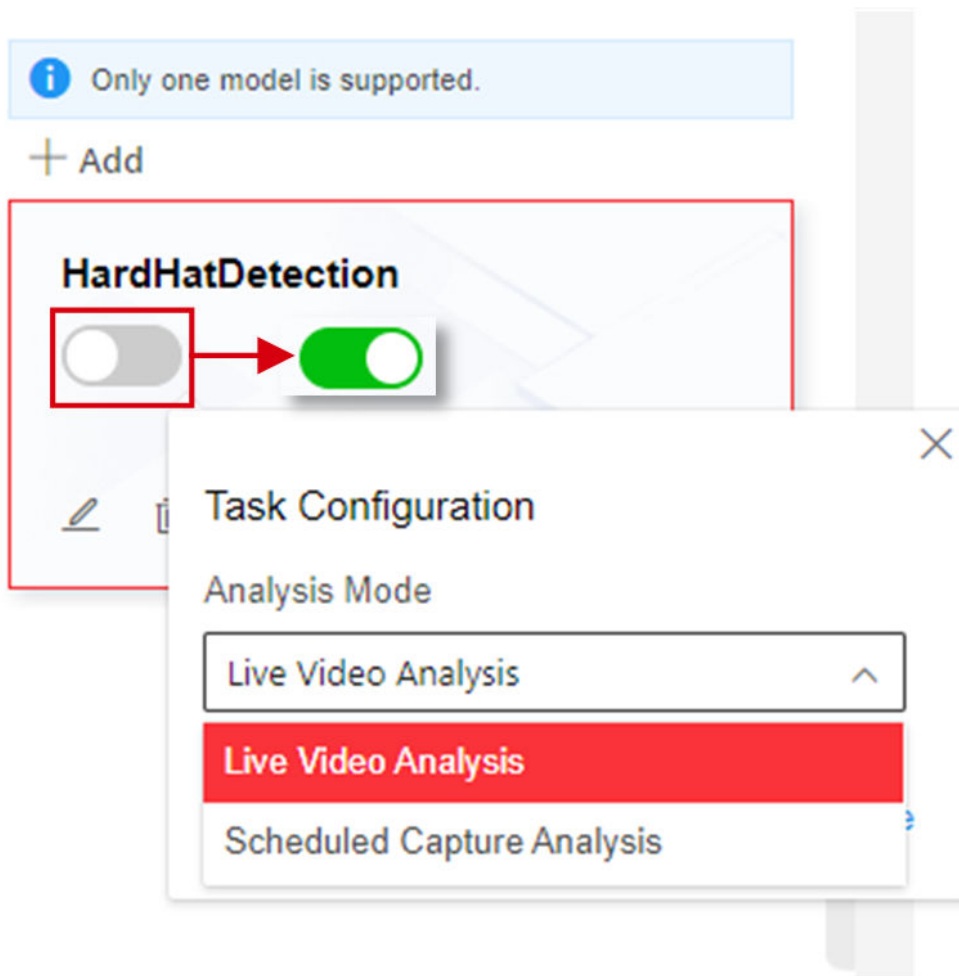 Only one model is supported.
Add
HardHatDetection
Task Configuration
Analysis Mode
Live Video Analysis
Live Video Analysis
Scheduled Capture Analysis